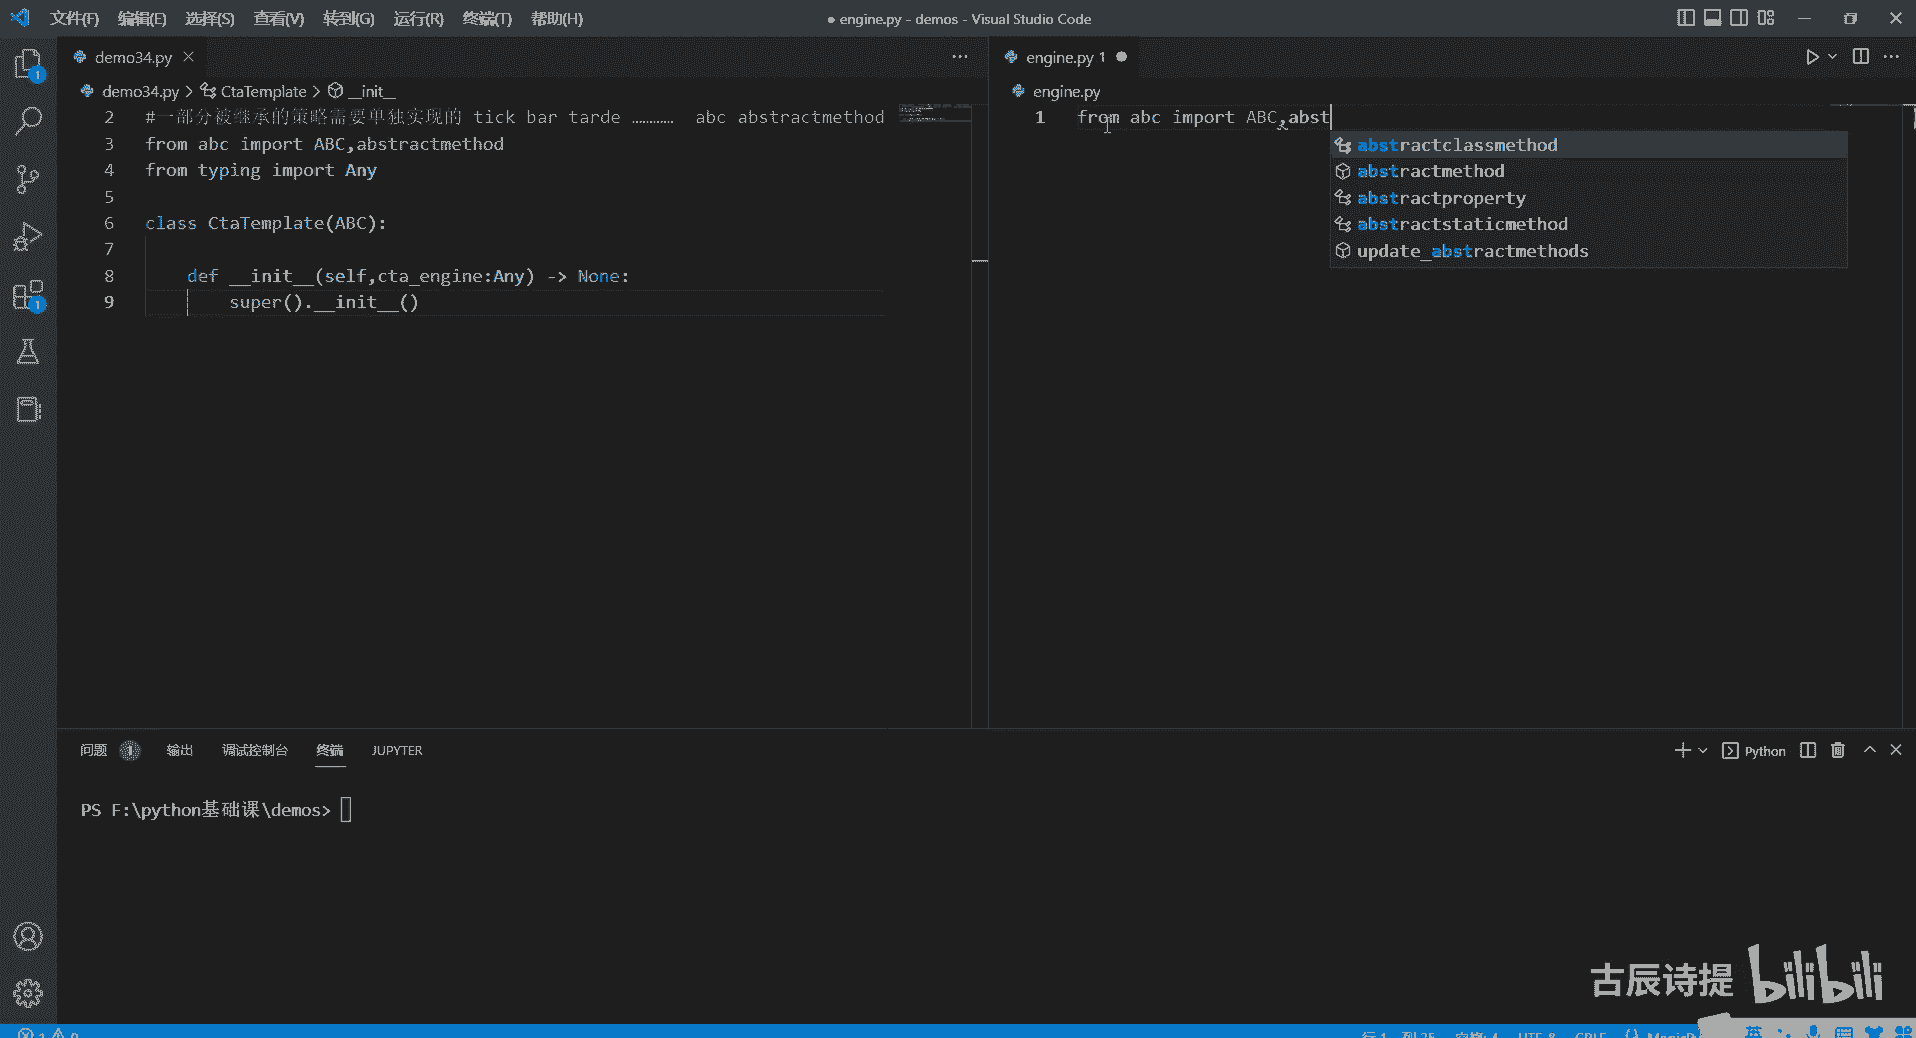 文件(F) 编辑(E) 选择(S) 查看(V) 转到(G) 运行(R) 终端(T) 帮助(H)
● engine.py - demos - Visual Studio Code
demo34.py
demo34.py > CtaTemplate > __init__
2 #一部分被继承的策略需要单独实现的 tick bar tarde ………… abc abstractmethod
3 from abc import ABC,abstractmethod
4 from typing import Any
5
6 class CtaTemplate(ABC):
7
8 def __init__(self,cta_engine:Any) -> None:
9 super().__init__()
engine.py 1
engine.py
1 from abc import ABC,abst
abstractclassmethod
abstractmethod
abstractproperty
abstractstaticmethod
update_abstractmethods
1
1
问题 1 输出 调试控制台 终端 JUPYTER
Python
PS F:\python基础课\demos>
古辰诗提 bilibili
英